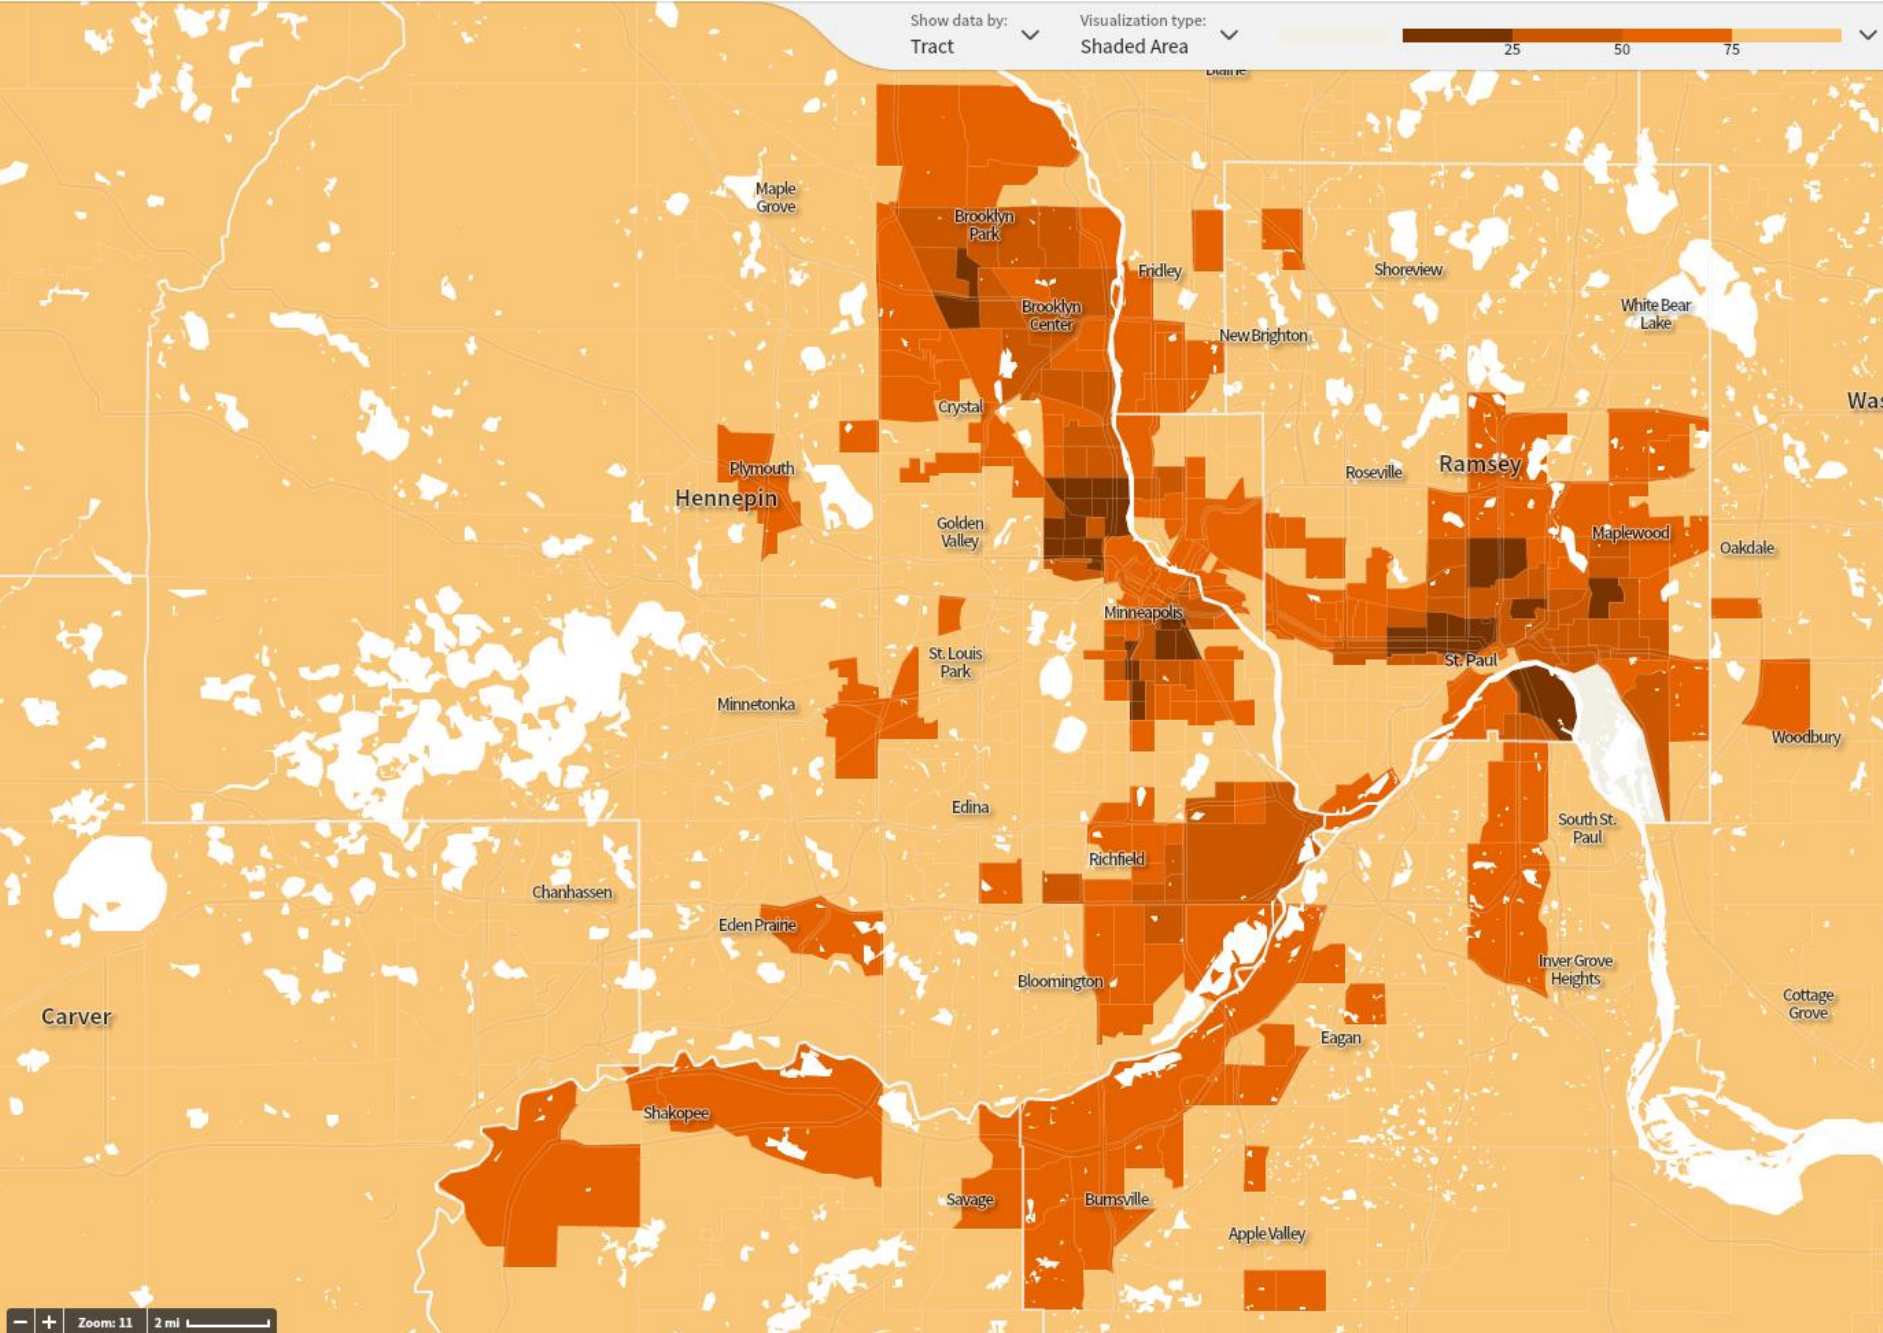 Show data by:
Tract
Visualization type:
Shaded Area
25
50
75
Blaine
Maple
Grove
Brooklyn
Park
Fridley
Shoreview
Brooklyn
Center
New Brighton
White Bear
Lake
Crystal
Was
Plymouth
Hennepin
Roseville
Ramsey
Golden
Valley
Maplewood
Oakdale
Minneapolis
St. Louis
Park
St. Paul
Minnetonka
Woodbury
Edina
South St.
Paul
Richfield
Chanhassen
Eden Prairie
Bloomington
Inver Grove
Heights
Carver
Cottage
Grove
Eagan
Shakopee
Savage
Burnsville
Apple Valley
Zoom: 11
2 mi